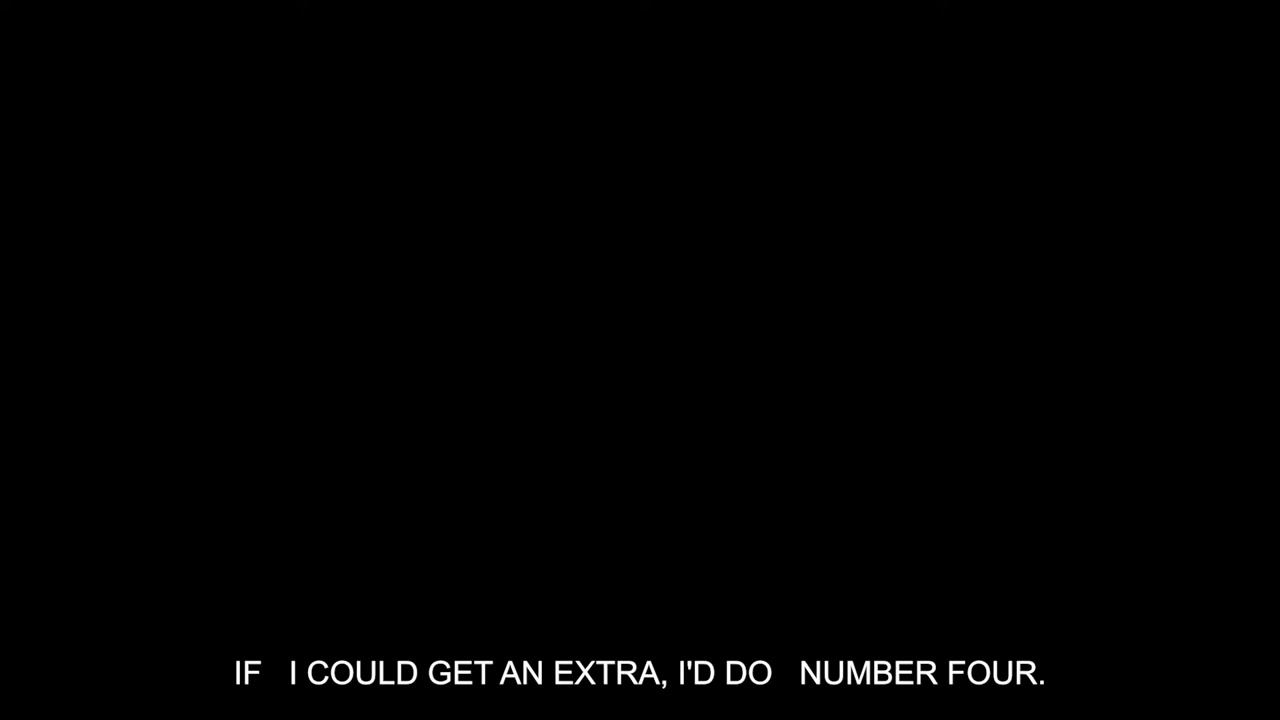 IF   I COULD GET AN EXTRA, I'D DO   NUMBER FOUR.